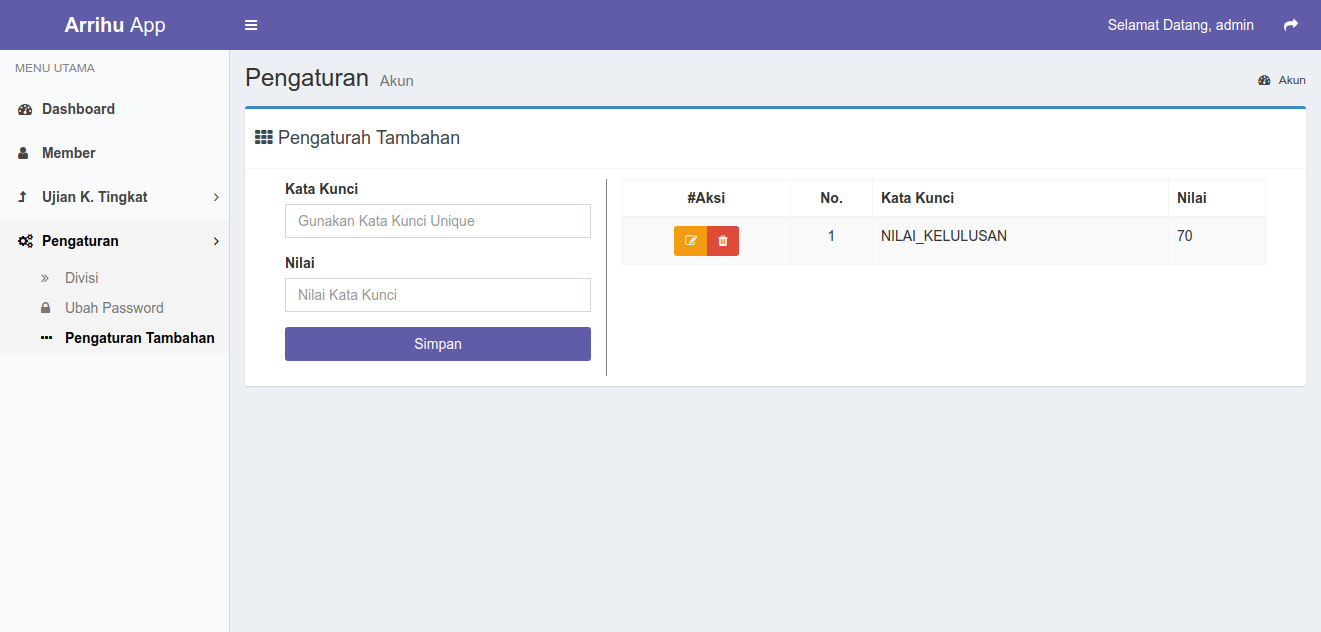 Arrihu App
Selamat Datang, admin
MENU UTAMA
Dashboard
Member
Ujian K. Tingkat
Pengaturan
Divisi
Ubah Password
Pengaturan Tambahan
Pengaturan Akun
Akun
Pengaturah Tambahan
Kata Kunci
Gunakan Kata Kunci Unique
Nilai
Nilai Kata Kunci
Simpan
#Aksi No. Kata Kunci Nilai
1 NILAI_KELULUSAN 70